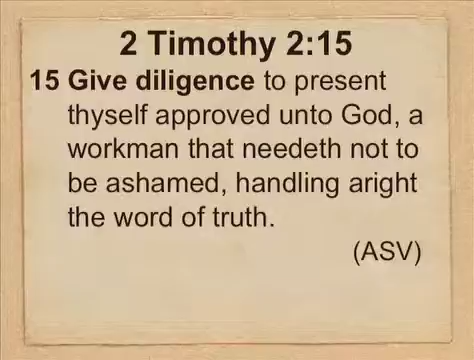 2 Timothy 2:15
15 Give diligence to present
thyself approved unto God, a
workman that needeth not to
be ashamed, handling aright
the word of truth.
(ASV)